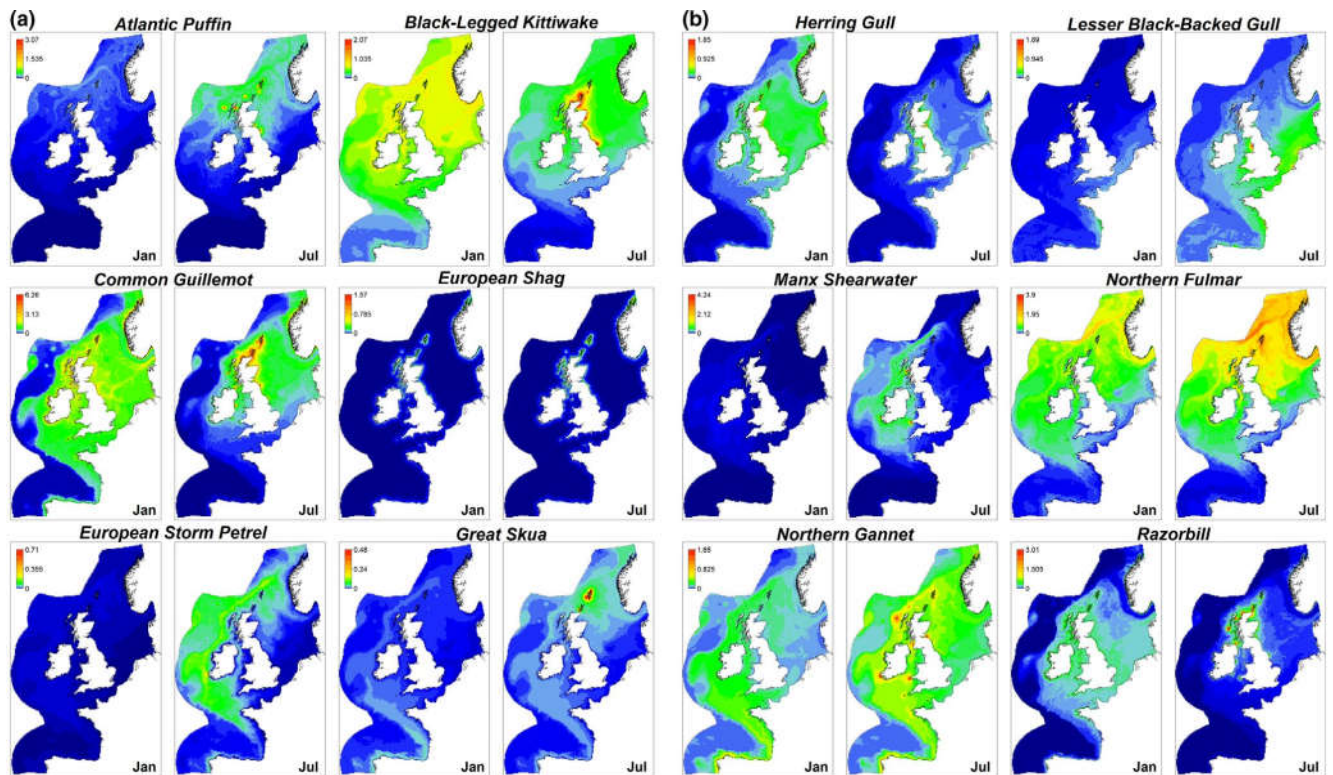 (a)
Atlantic Puffin
Black-Legged Kittiwake
3.07
1.535
0
Jan
Jul
2.07
1.035
0
Jan
Jul
Common Guillemot
European Shag
6.26
3.13
0
Jan
Jul
1.57
0.785
0
Jan
Jul
European Storm Petrel
Great Skua
0.71
0.355
0
Jan
Jul
0.48
0.24
0
Jan
Jul
(b)
Herring Gull
Lesser Black-Backed Gull
1.85
0.925
0
Jan
Jul
1.89
0.945
0
Jan
Jul
Manx Shearwater
Northern Fulmar
4.24
2.12
0
Jan
Jul
3.9
1.95
0
Jan
Jul
Northern Gannet
Razorbill
1.65
0.825
0
Jan
Jul
3.01
1.505
0
Jan
Jul